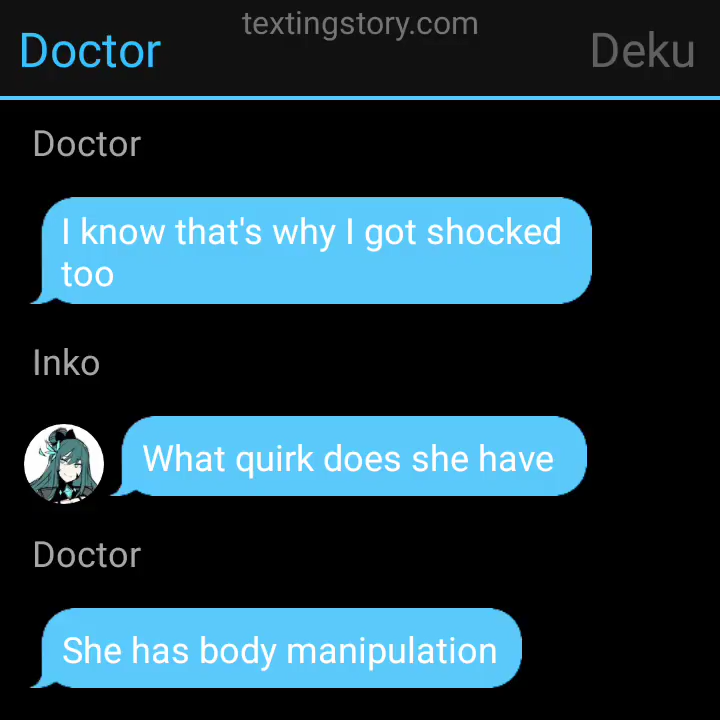 textingstory.com
Doctor
Deku
Doctor
I know that's why I got shocked
too
Inko
What quirk does she have
Doctor
She has body manipulation